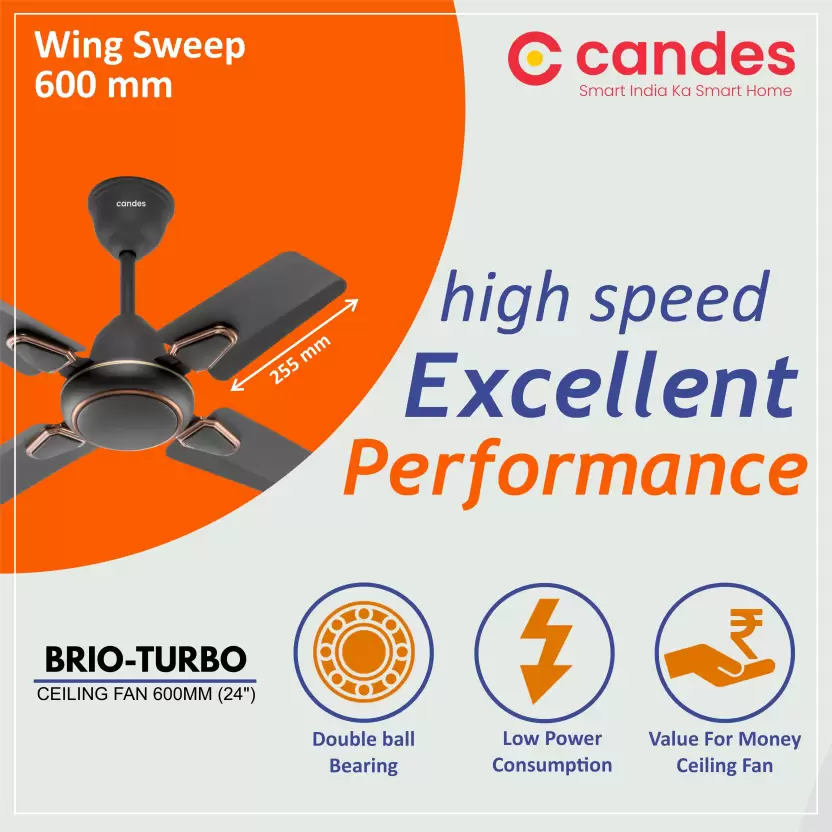 Wing Sweep
600 mm
candes
Smart India Ka Smart Home
candes
255 mm
high speed
Excellent
Performance
BRIO-TURBO
CEILING FAN 600MM (24")
Double ball
Bearing
Low Power
Consumption
₹
Value For Money
Ceiling Fan